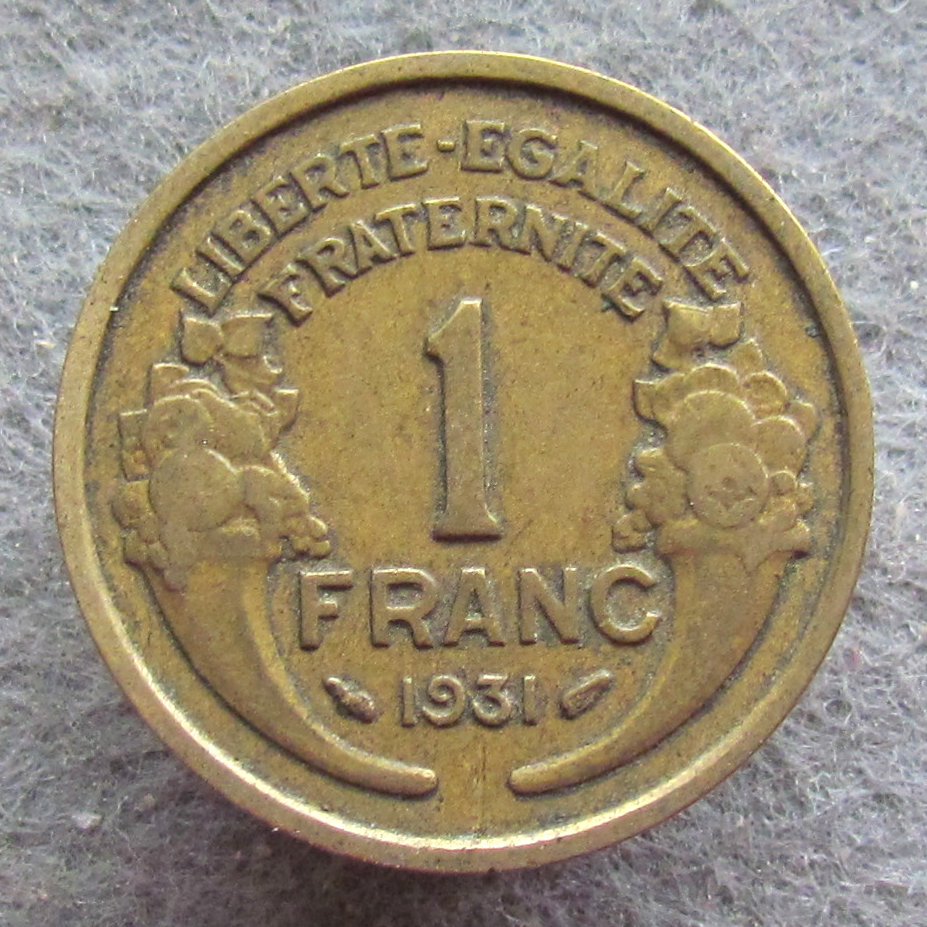 LIBERTE-EGALITE
FRATERNITE
1
FRANC
1931